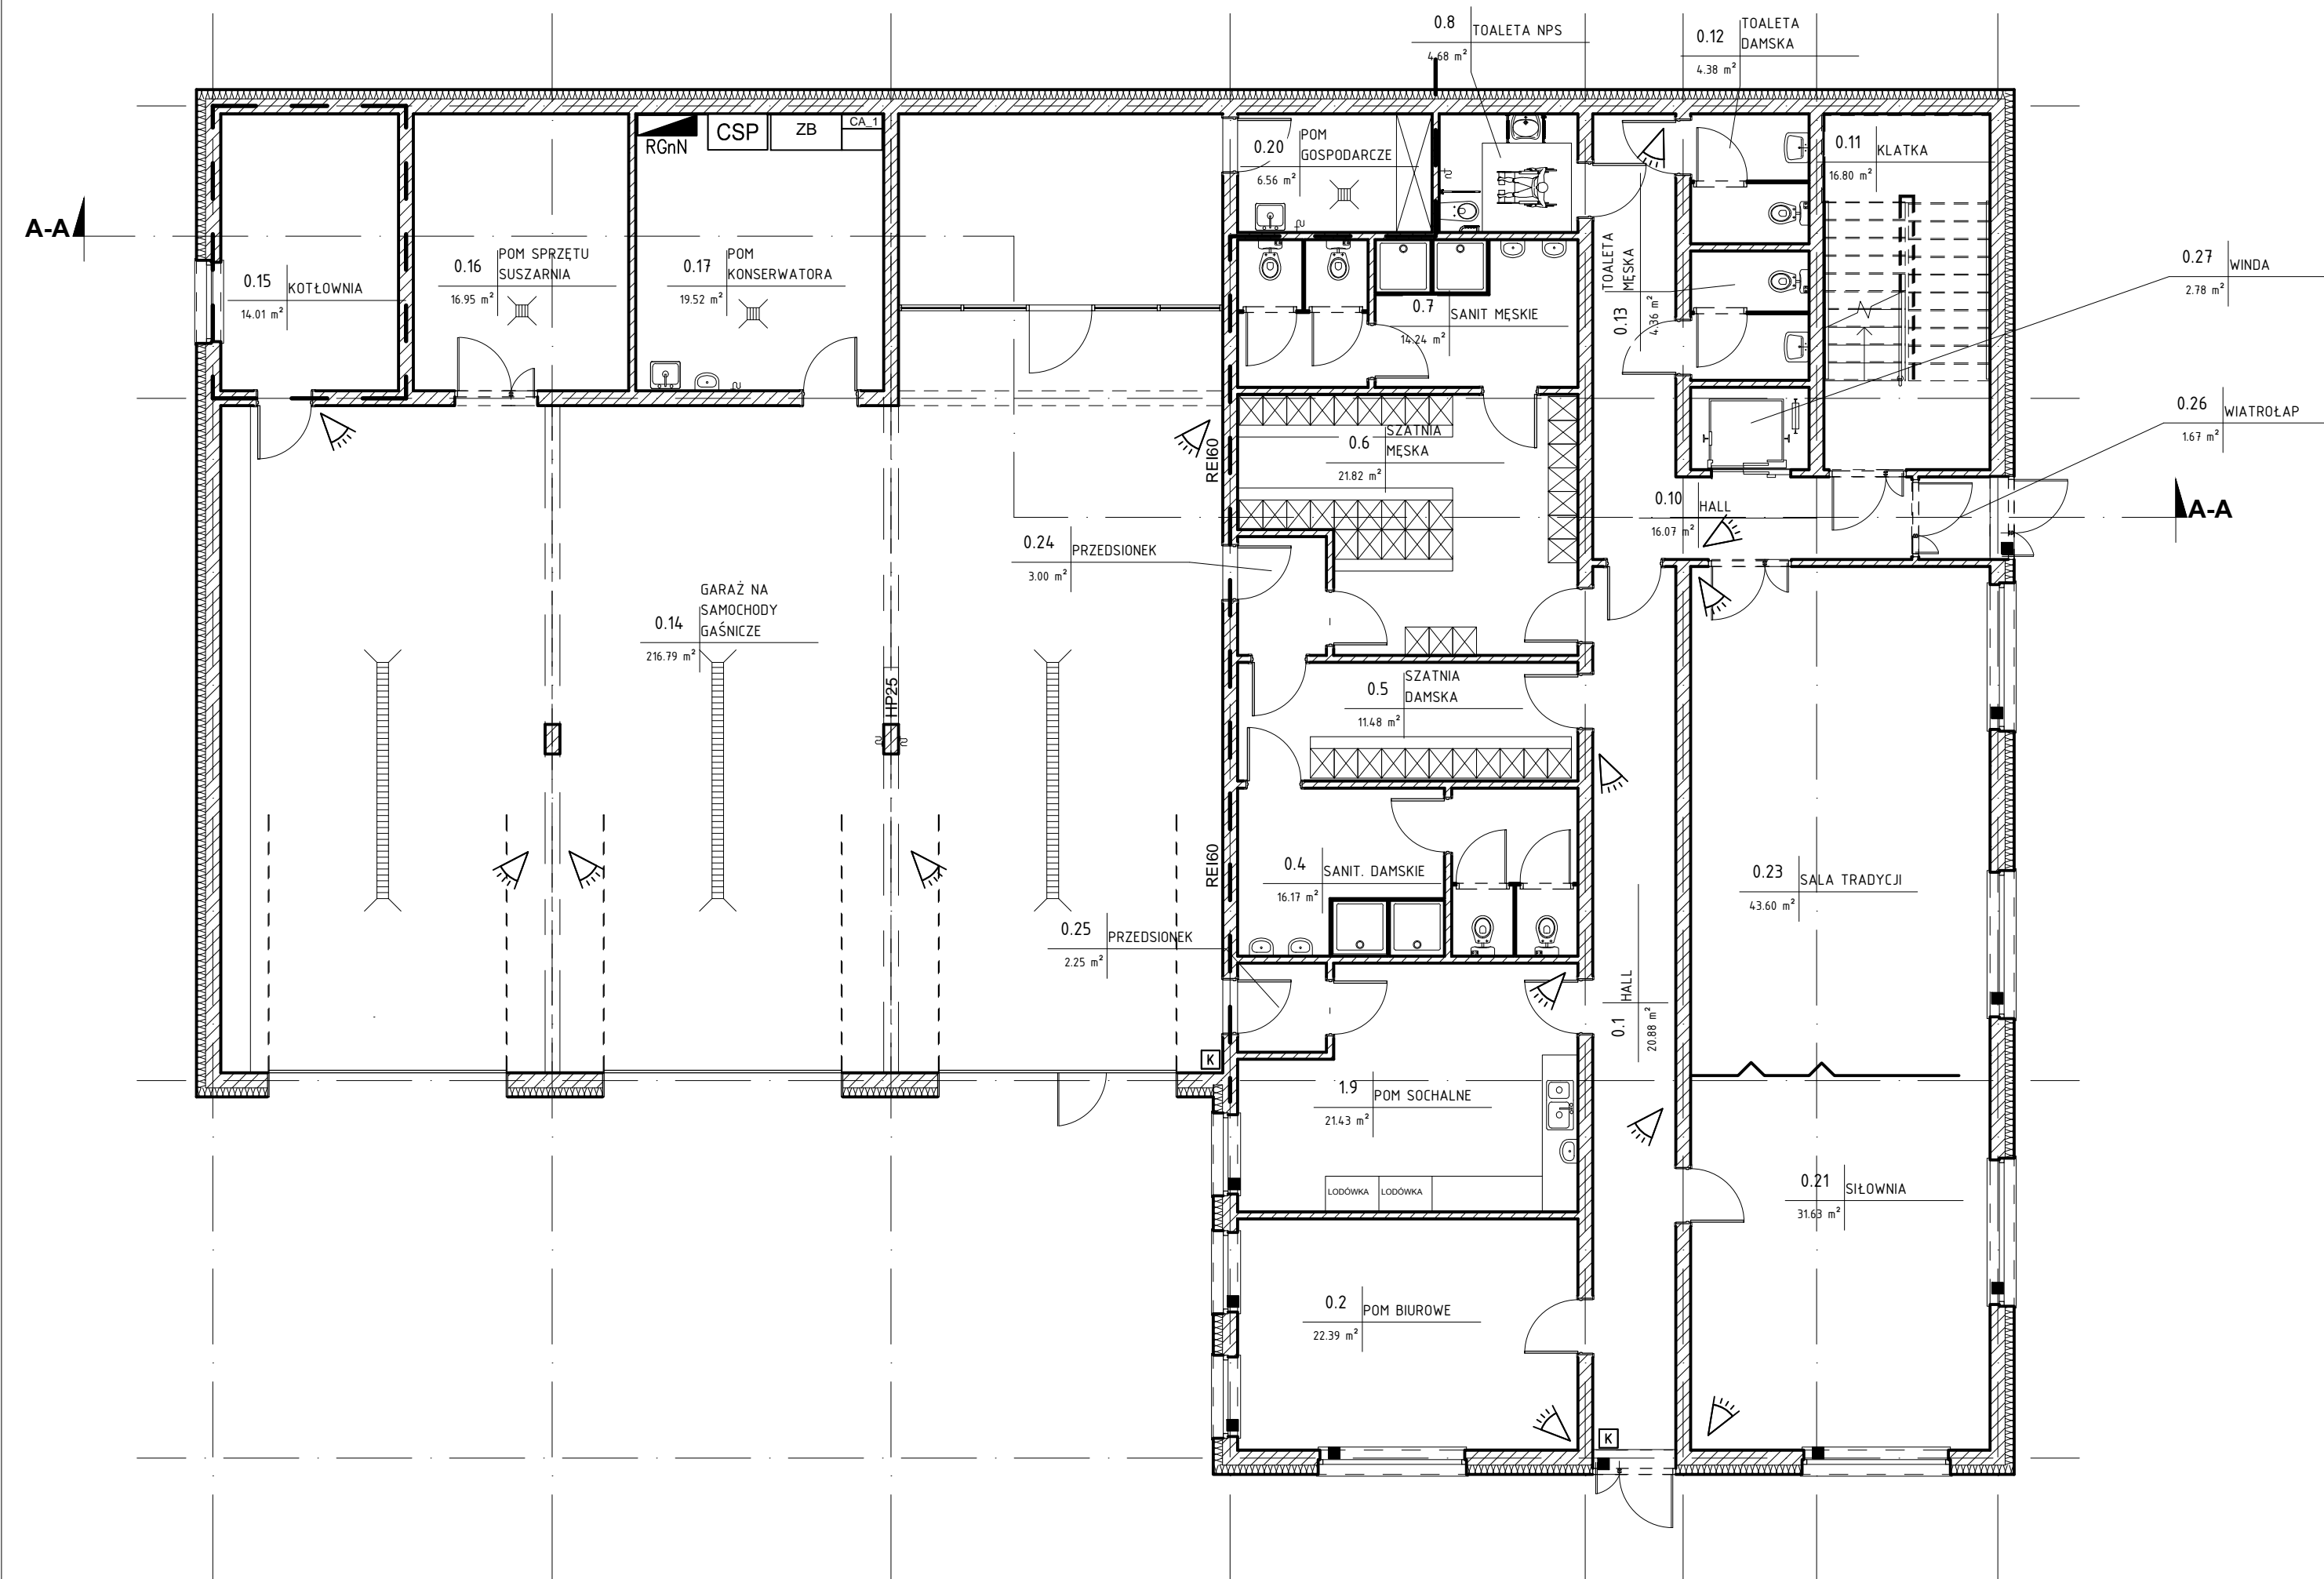 0.8 TOALETA NPS
4.68 m²
0.12 TOALETA
DAMSKA
4.38 m²
RGnN
CSP
ZB
CA_1
0.20 POM
GOSPODARCZE
6.56 m²
0.11 KLATKA
16.80 m²
A-A
0.15 KOTŁOWNIA
14.01 m²
0.16 POM SPRZĘTU
SUSZARNIA
16.95 m²
0.17 POM
KONSERWATORA
19.52 m²
0.13 TOALETA
MĘSKA
4.36 m²
0.27 WINDA
2.78 m²
0.7 SANIT MĘSKIE
14.24 m²
0.26 WIATROŁAP
1.67 m²
REI60
0.6 SZATNIA
MĘSKA
21.82 m²
0.10 HALL
16.07 m²
A-A
0.24 PRZEDSIONEK
3.00 m²
0.14 GARAŻ NA
SAMOCHODY
GAŚNICZE
216.79 m²
HP25
0.5 SZATNIA
DAMSKA
11.48 m²
REI60
0.4 SANIT. DAMSKIE
16.17 m²
0.23 SALA TRADYCJI
43.60 m²
0.25 PRZEDSIONEK
2.25 m²
0.1 HALL
20.88 m²
K
1.9 POM SOCHALNE
21.43 m²
LODÓWKA LODÓWKA
0.21 SIŁOWNIA
31.63 m²
0.2 POM BIUROWE
22.39 m²
K